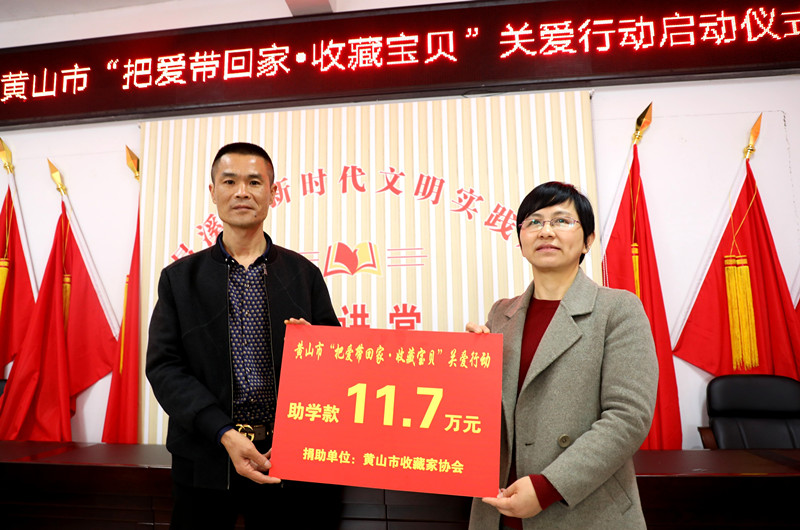 黄山市“把爱带回家·收藏宝贝”关爱行动启动仪式
新时代文明实践
讲堂
黄山市“把爱带回家·收藏宝贝”关爱行动
助学款 11.7 万元
捐助单位：黄山市收藏家协会